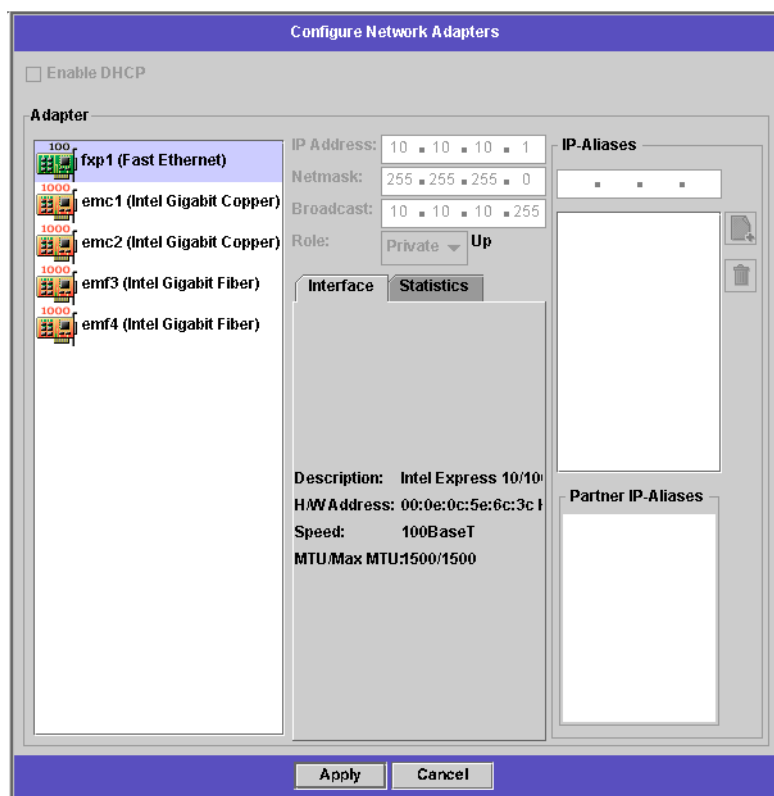 Configure Network Adapters
Enable DHCP
Adapter
100
fxp1 (Fast Ethernet)
1000
emc1 (Intel Gigabit Copper)
1000
emc2 (Intel Gigabit Copper)
1000
emf3 (Intel Gigabit Fiber)
1000
emf4 (Intel Gigabit Fiber)
IP Address: 10 . 10 . 10 . 1
Netmask: 255 . 255 . 255 . 0
Broadcast: 10 . 10 . 10 . 255
Role: Private Up
Interface Statistics
Description: Intel Express 10/10
H/W Address: 00:0e:0c:5e:6c:3c
Speed: 100BaseT
MTU/Max MTU: 1500/1500
IP-Aliases
. . .
Partner IP-Aliases
Apply Cancel